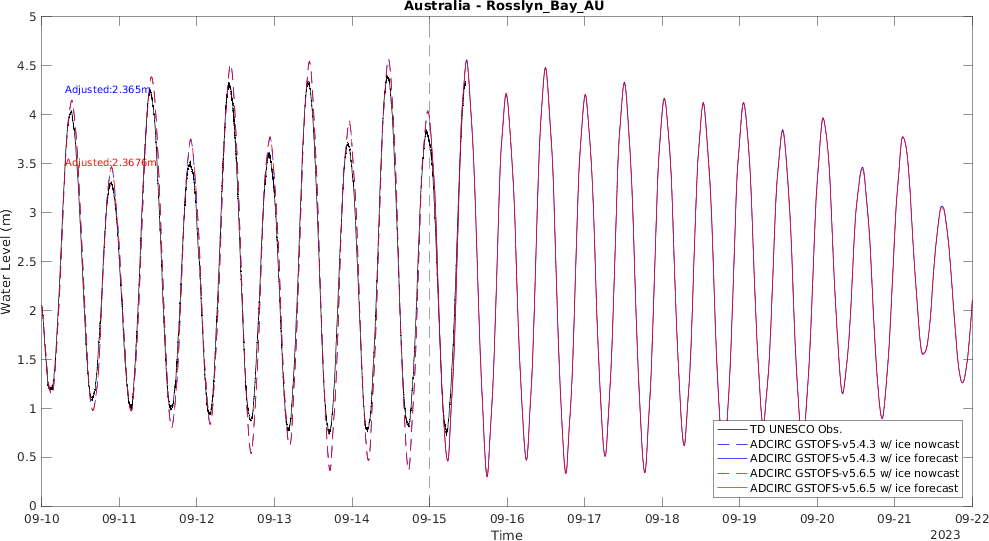 Australia - Rosslyn_Bay_AU
5
4.5
4
3.5
3
2.5
2
1.5
1
0.5
0
Water Level (m)
Adjusted:2.365m
Adjusted:2.3676m
TD UNESCO Obs.
ADCIRC GSTOFS-v5.4.3 w/ ice nowcast
ADCIRC GSTOFS-v5.4.3 w/ ice forecast
ADCIRC GSTOFS-v5.6.5 w/ ice nowcast
ADCIRC GSTOFS-v5.6.5 w/ ice forecast
09-10 09-11 09-12 09-13 09-14 09-15 09-16 09-17 09-18 09-19 09-20 09-21 09-22
Time
2023